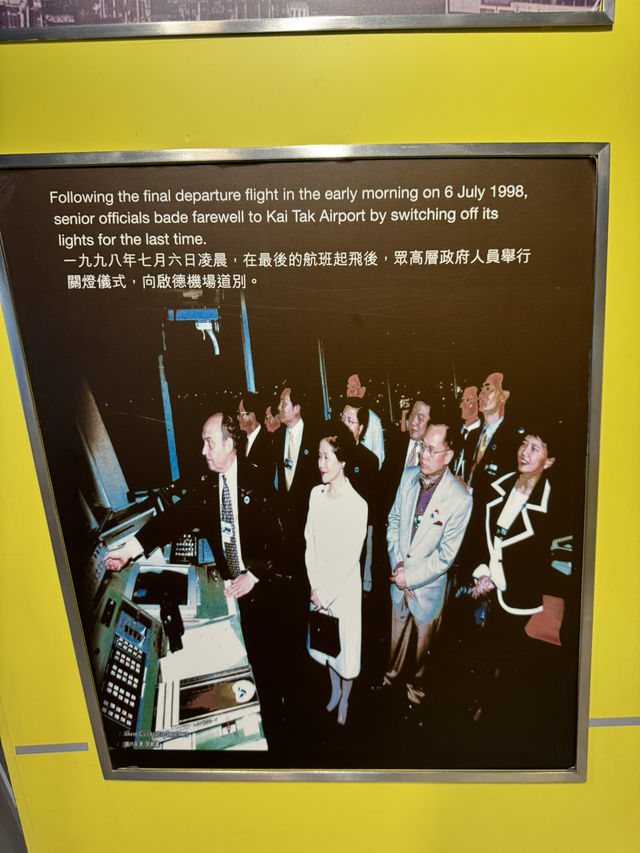 Following the final departure flight in the early morning on 6 July 1998,
senior officials bade farewell to Kai Tak Airport by switching off its
lights for the last time.
一九九八年七月六日凌晨，在最後的航班起飛後，眾高層政府人員舉行
關燈儀式，向啟德機場道別。